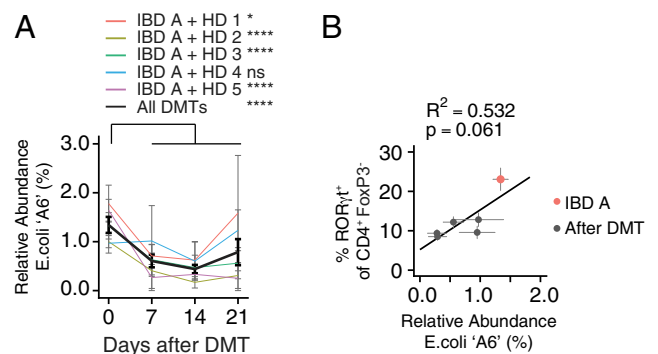 A
IBD A + HD 1 *
IBD A + HD 2 ****
IBD A + HD 3 ****
IBD A + HD 4 ns
IBD A + HD 5 ****
All DMTs ****
Relative Abundance
E.coli 'A6' (%)
3.0
2.0
1.0
0.0
0 7 14 21
Days after DMT
B
R² = 0.532
p = 0.061
% RORγt⁺
of CD4⁺ FoxP3⁻
30
20
10
0
0.0 1.0 2.0
Relative Abundance
E.coli 'A6' (%)
IBD A
After DMT